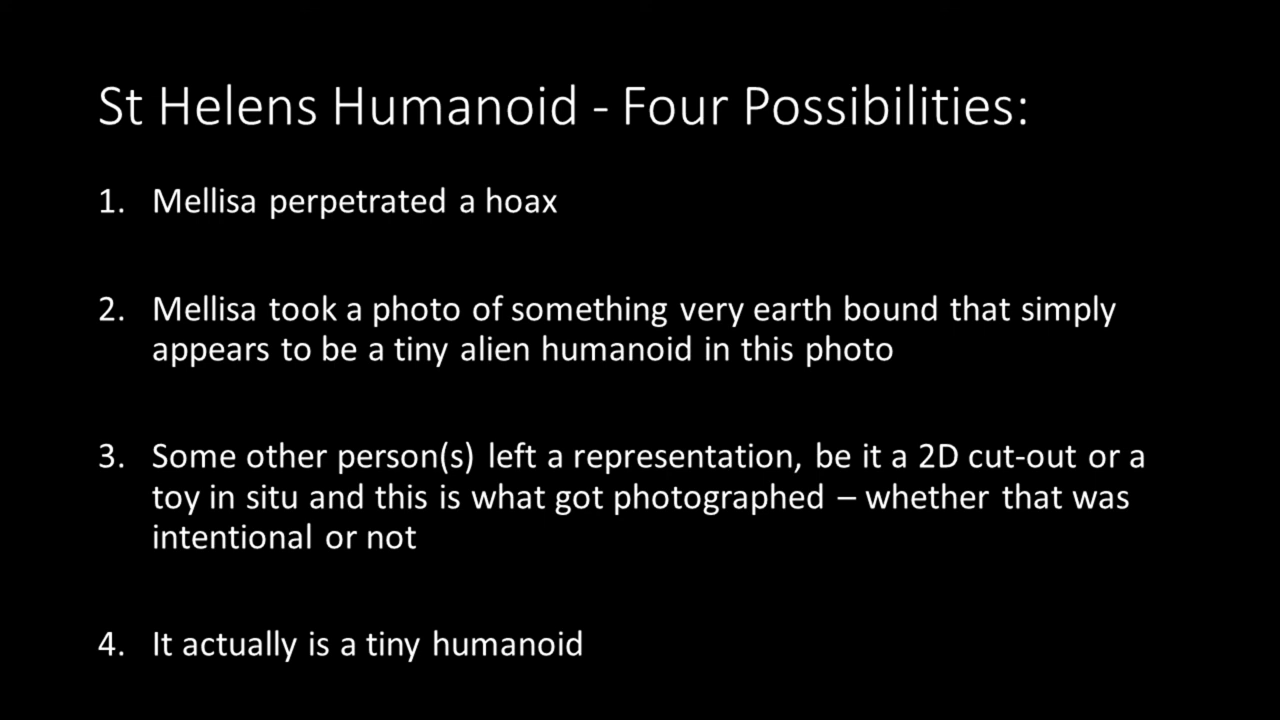 St Helens Humanoid - Four Possibilities:
1. Mellisa perpetrated a hoax
2. Mellisa took a photo of something very earth bound that simply
appears to be a tiny alien humanoid in this photo
3. Some other person(s) left a representation, be it a 2D cut-out or a
toy in situ and this is what got photographed – whether that was
intentional or not
4. It actually is a tiny humanoid